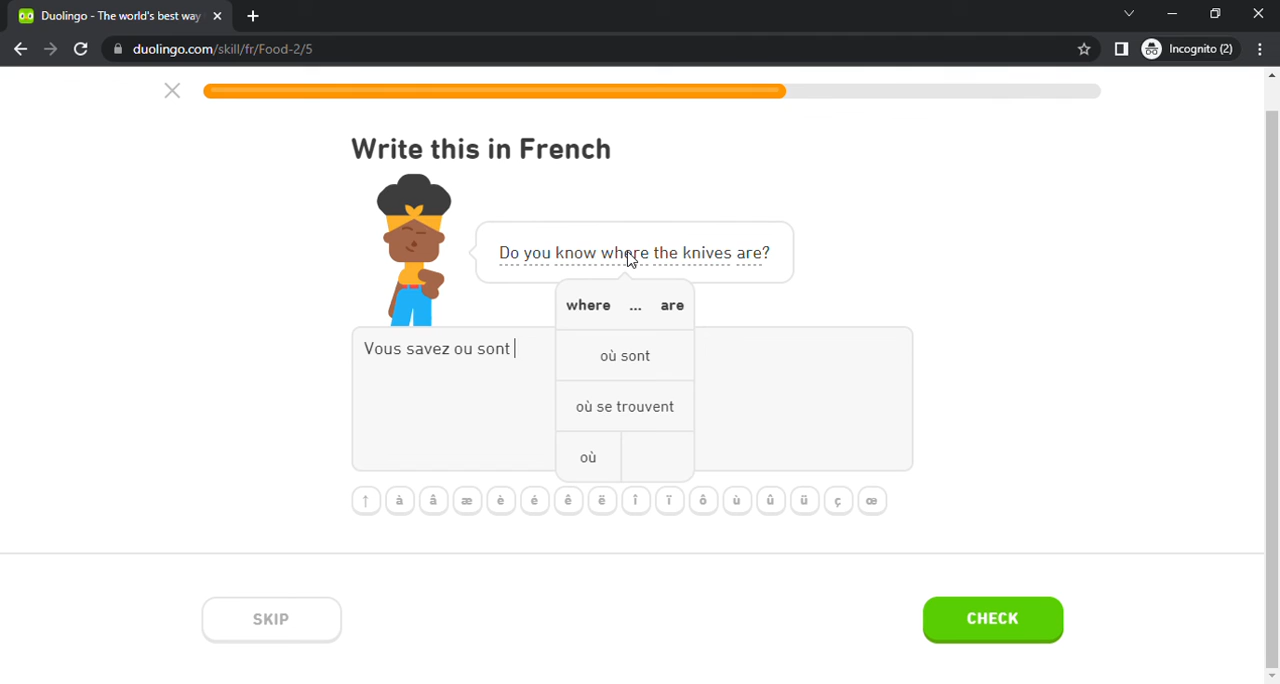 Duolingo - The world's best way
duolingo.com/skill/fr/Food-2/5
Incognito (2)
Write this in French
Do you know where the knives are?
where ... are
où sont
où se trouvent
où
Vous savez ou sont
↑ à â æ è é ê ë î ï ô ù û ü ç œ
SKIP
CHECK